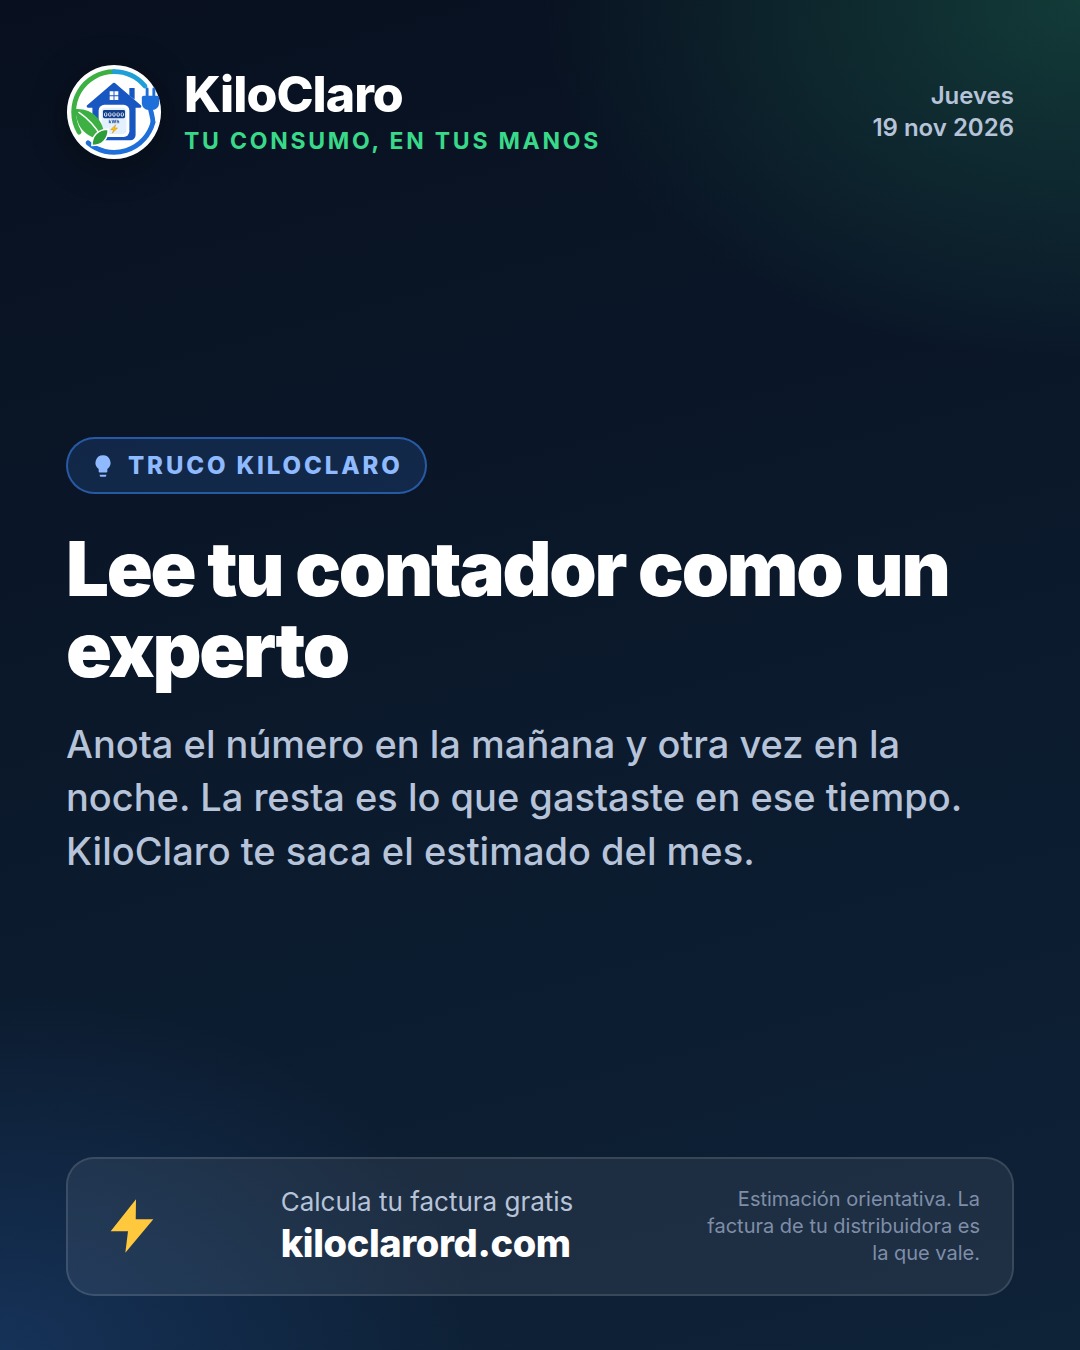 KiloClaro
TU CONSUMO, EN TUS MANOS
Jueves
19 nov 2026
TRUCO KILOCLARO
Lee tu contador como un
experto
Anota el número en la mañana y otra vez en la
noche. La resta es lo que gastaste en ese tiempo.
KiloClaro te saca el estimado del mes.
Calcula tu factura gratis
kiloclarord.com
Estimación orientativa. La
factura de tu distribuidora es
la que vale.